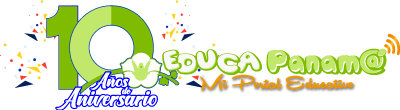 10
Años
de
Aniversario
EDUCA Panam@
Mi Portal Educativo